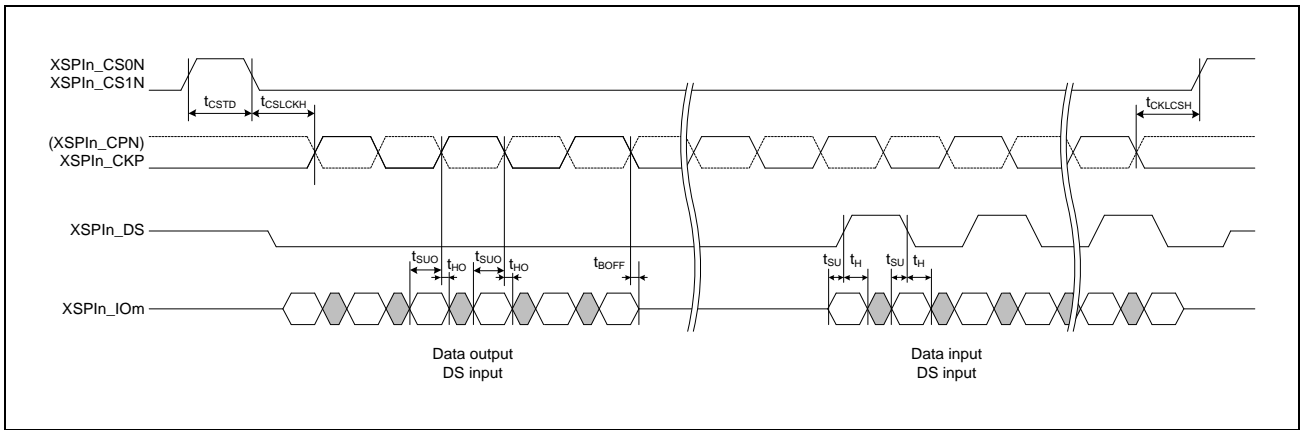 XSPIn_CS0N
XSPIn_CS1N
tCSTD
tCSLCKH
tCKLCSH
(XSPIn_CPN)
XSPIn_CKP
XSPIn_DS
tSUO
tHO
tSUO
tHO
tBOFF
tSU
tH
tSU
tH
XSPIn_IOm
Data output
DS input
Data input
DS input